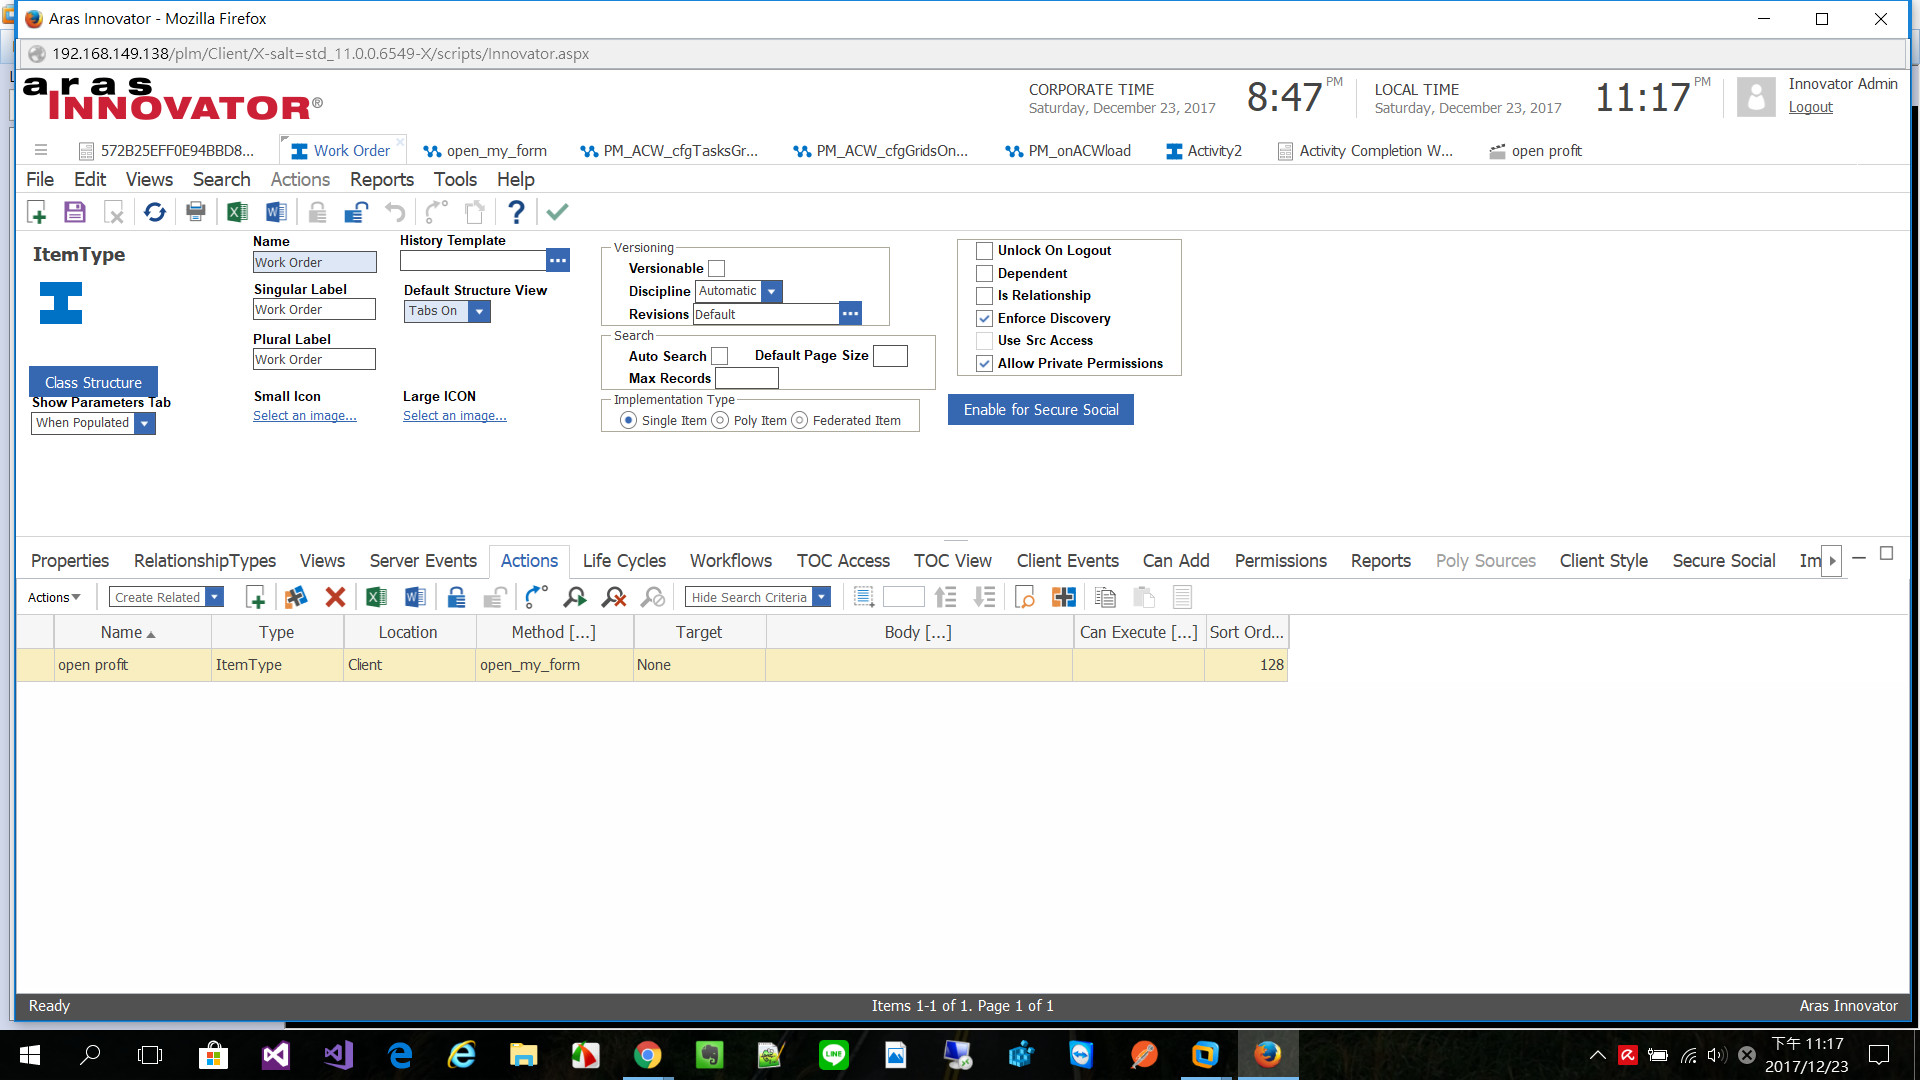 Aras Innovator - Mozilla Firefox
192.168.149.138/plm/Client/X-salt=std_11.0.0.6549-X/scripts/Innovator.aspx
aras
INNOVATOR®
CORPORATE TIME
Saturday, December 23, 2017
8:47 PM
LOCAL TIME
Saturday, December 23, 2017
11:17 PM
Innovator Admin
Logout
572B25EFF0E94BBD8... Work Order open_my_form PM_ACW_cfgTasksGr... PM_ACW_cfgGridsOn... PM_onACWload Activity2 Activity Completion W... open profit
File Edit Views Search Actions Reports Tools Help
ItemType
Class Structure
Show Parameters Tab
When Populated
Name
Work Order
Singular Label
Work Order
Plural Label
Work Order
Small Icon
Select an image...
History Template
Default Structure View
Tabs On
Large ICON
Select an image...
Versioning
Versionable
Discipline Automatic
Revisions Default
Search
Auto Search Default Page Size
Max Records
Implementation Type
Single Item Poly Item Federated Item
Unlock On Logout
Dependent
Is Relationship
Enforce Discovery
Use Src Access
Allow Private Permissions
Enable for Secure Social
Properties RelationshipTypes Views Server Events Actions Life Cycles Workflows TOC Access TOC View Client Events Can Add Permissions Reports Poly Sources Client Style Secure Social Im
Actions Create Related Hide Search Criteria
Name Type Location Method [...] Target Body [...] Can Execute [...] Sort Ord...
open profit ItemType Client open_my_form None 128
Ready Items 1-1 of 1. Page 1 of 1 Aras Innovator
LINE
下午 11:17
2017/12/23